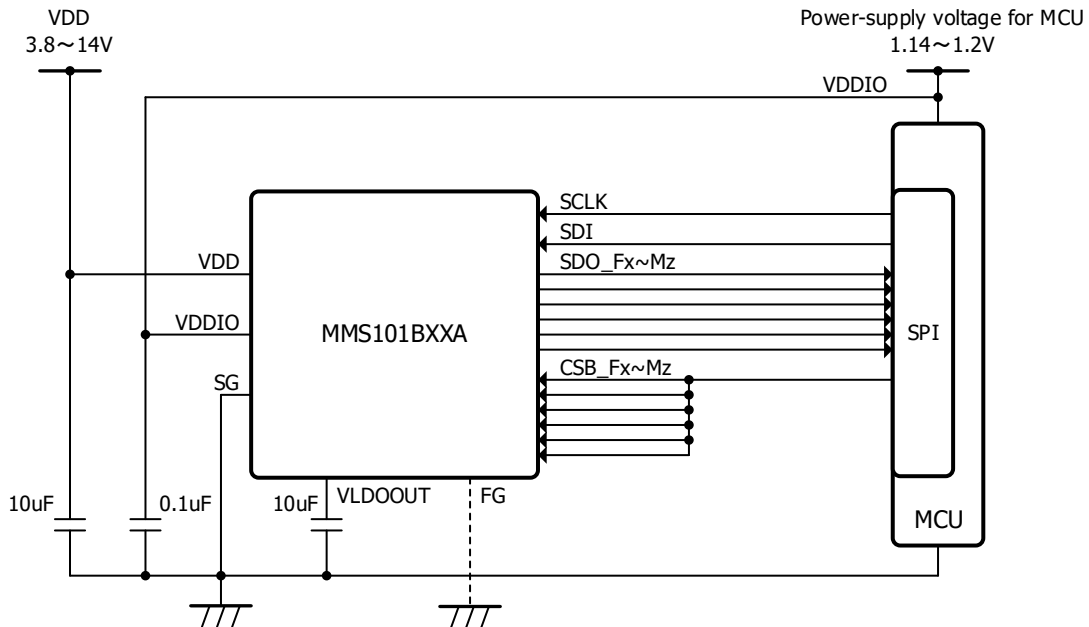 VDD
3.8～14V
Power-supply voltage for MCU
1.14～1.2V
VDDIO
SCLK
SDI
VDD
SDO_Fx~Mz
VDDIO
MMS101BXXA
SPI
SG
CSB_Fx~Mz
10uF
0.1uF
10uF
VLDOOUT
FG
MCU